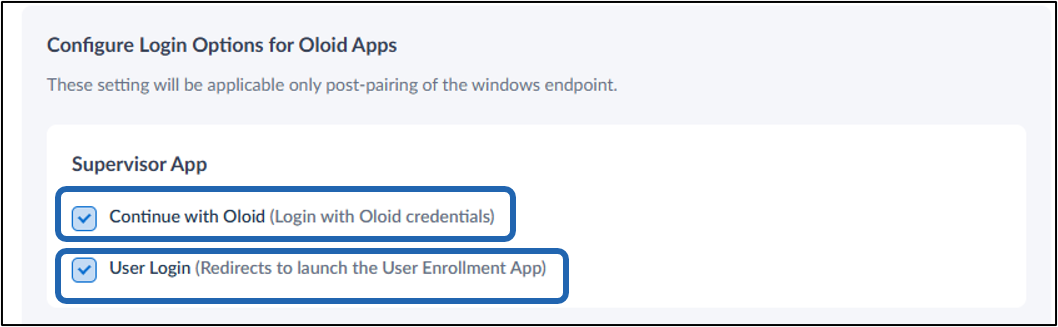 Configure Login Options for Oloid Apps
These setting will be applicable only post-pairing of the windows endpoint.
Supervisor App
Continue with Oloid (Login with Oloid credentials)
User Login (Redirects to launch the User Enrollment App)